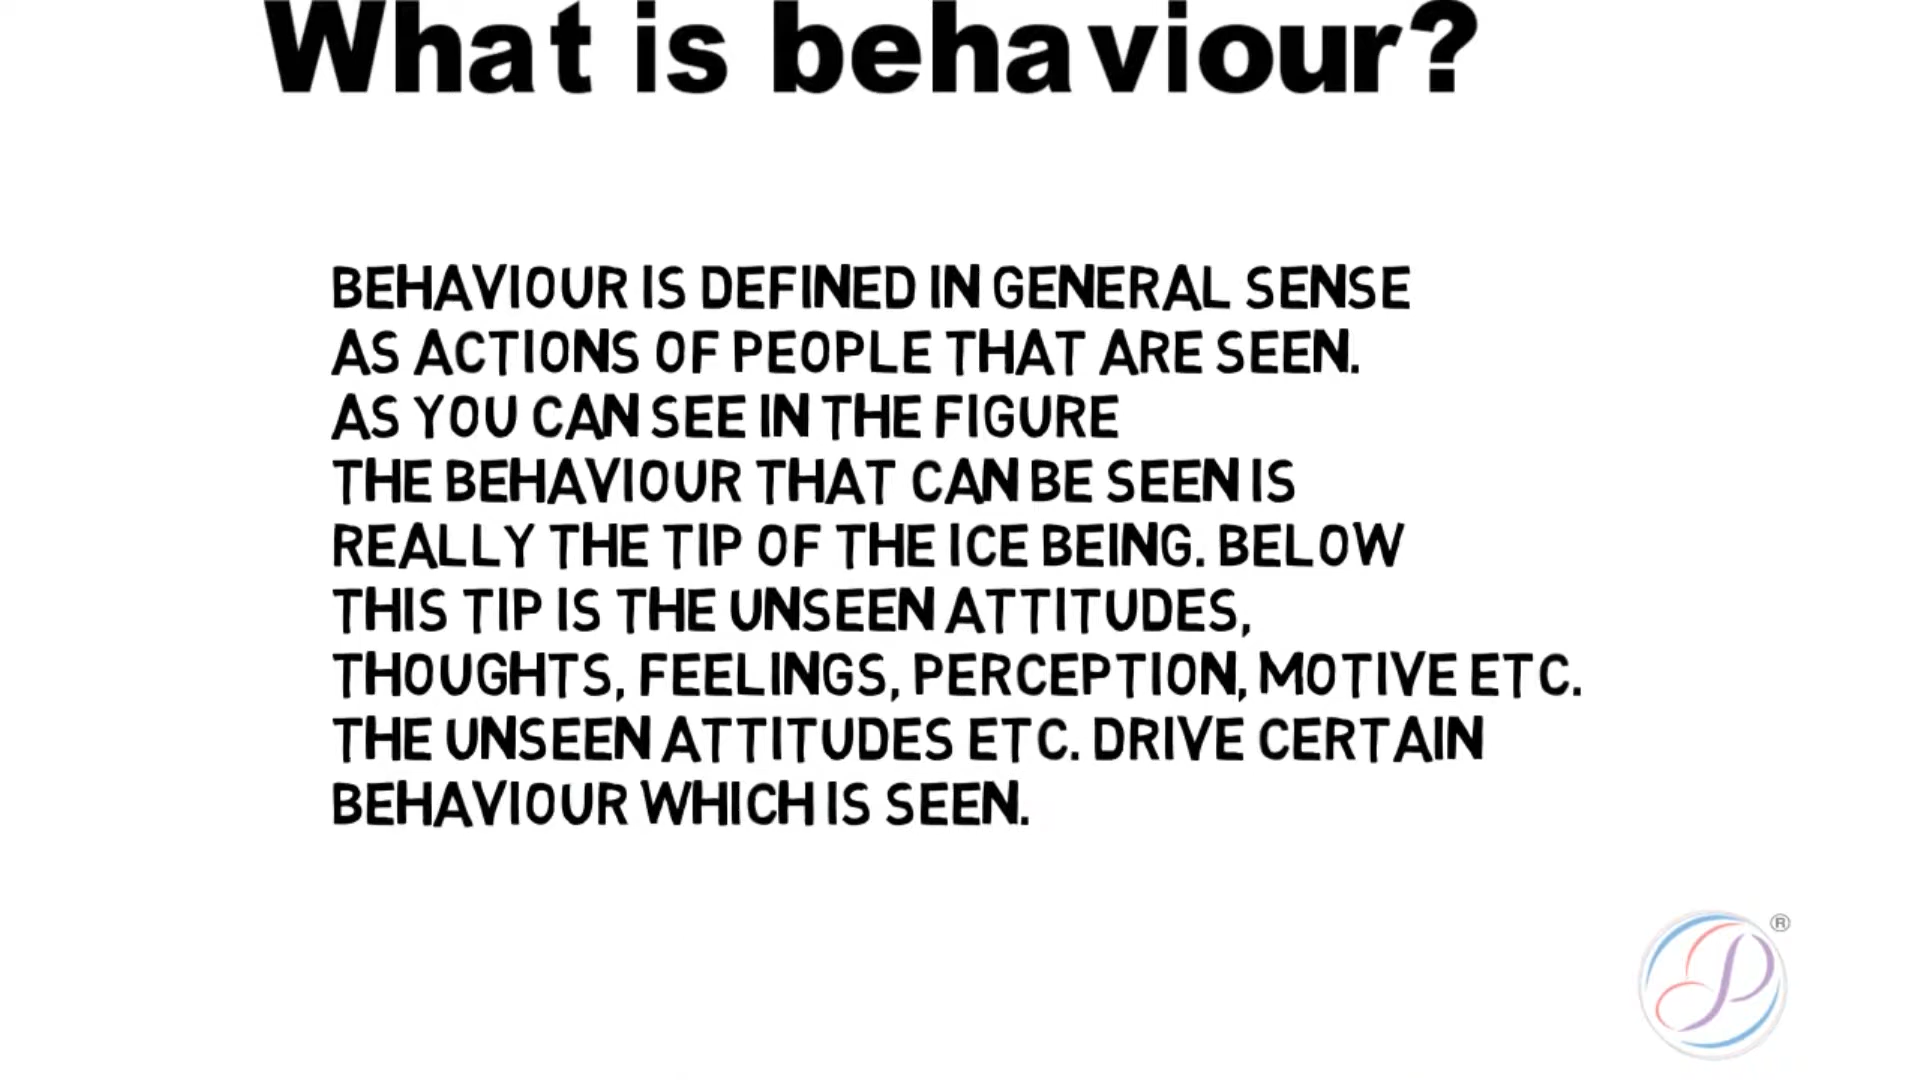 What is behaviour?
BEHAVIOUR IS DEFINED IN GENERAL SENSE
AS ACTIONS OF PEOPLE THAT ARE SEEN.
AS YOU CAN SEE IN THE FIGURE
THE BEHAVIOUR THAT CAN BE SEEN IS
REALLY THE TIP OF THE ICE BEING. BELOW
THIS TIP IS THE UNSEEN ATTITUDES,
THOUGHTS, FEELINGS, PERCEPTION, MOTIVE ETC.
THE UNSEEN ATTITUDES ETC. DRIVE CERTAIN
BEHAVIOUR WHICH IS SEEN.
P ®